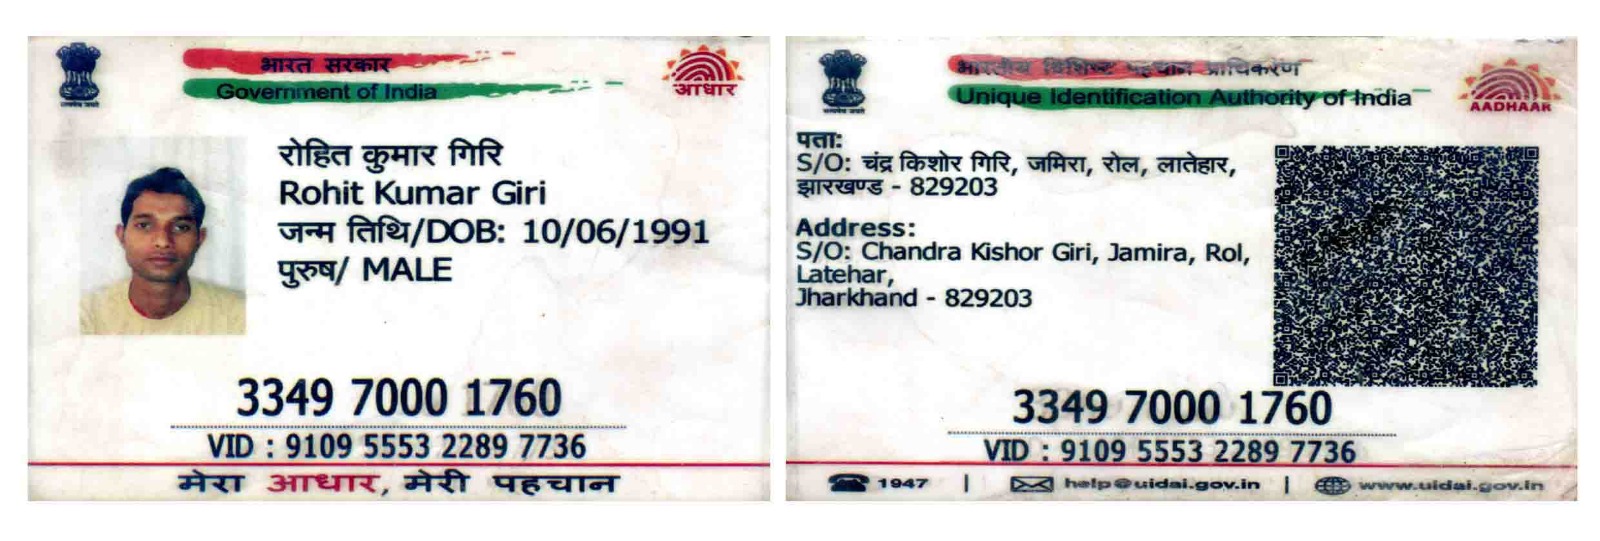 भारत सरकार
Government of India
आधार
रोहित कुमार गिरि
Rohit Kumar Giri
जन्म तिथि/DOB: 10/06/1991
पुरुष/ MALE
3349 7000 1760
VID : 9109 5553 2289 7736
मेरा आधार, मेरी पहचान
भारतीय विशिष्ट पहचान प्राधिकरण
Unique Identification Authority of India
AADHAAR
पता:
S/O: चंद्र किशोर गिरि, जमिरा, रोल, लातेहार,
झारखण्ड - 829203
Address:
S/O: Chandra Kishor Giri, Jamira, Rol,
Latehar,
Jharkhand - 829203
3349 7000 1760
VID : 9109 5553 2289 7736
1947 | help@uidai.gov.in | www.uidai.gov.in